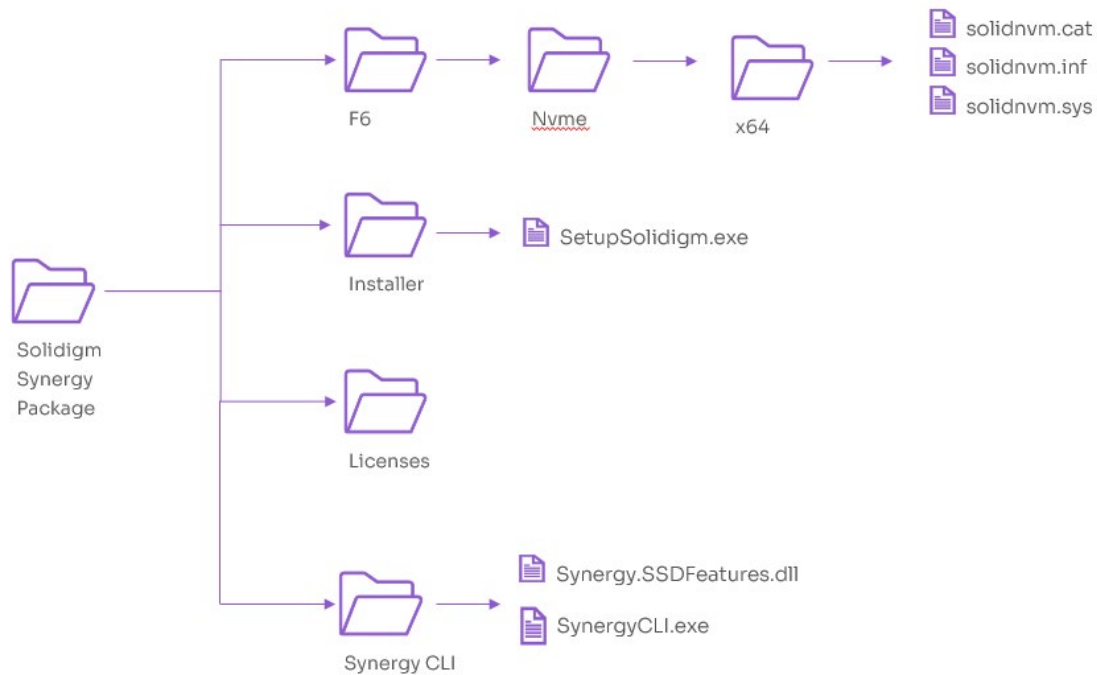 solidnvm.cat
solidnvm.inf
solidnvm.sys
F6
Nvme
x64
SetupSolidigm.exe
Installer
Solidigm
Synergy
Package
Licenses
Synergy.SSDFeatures.dll
SynergyCLI.exe
Synergy CLI